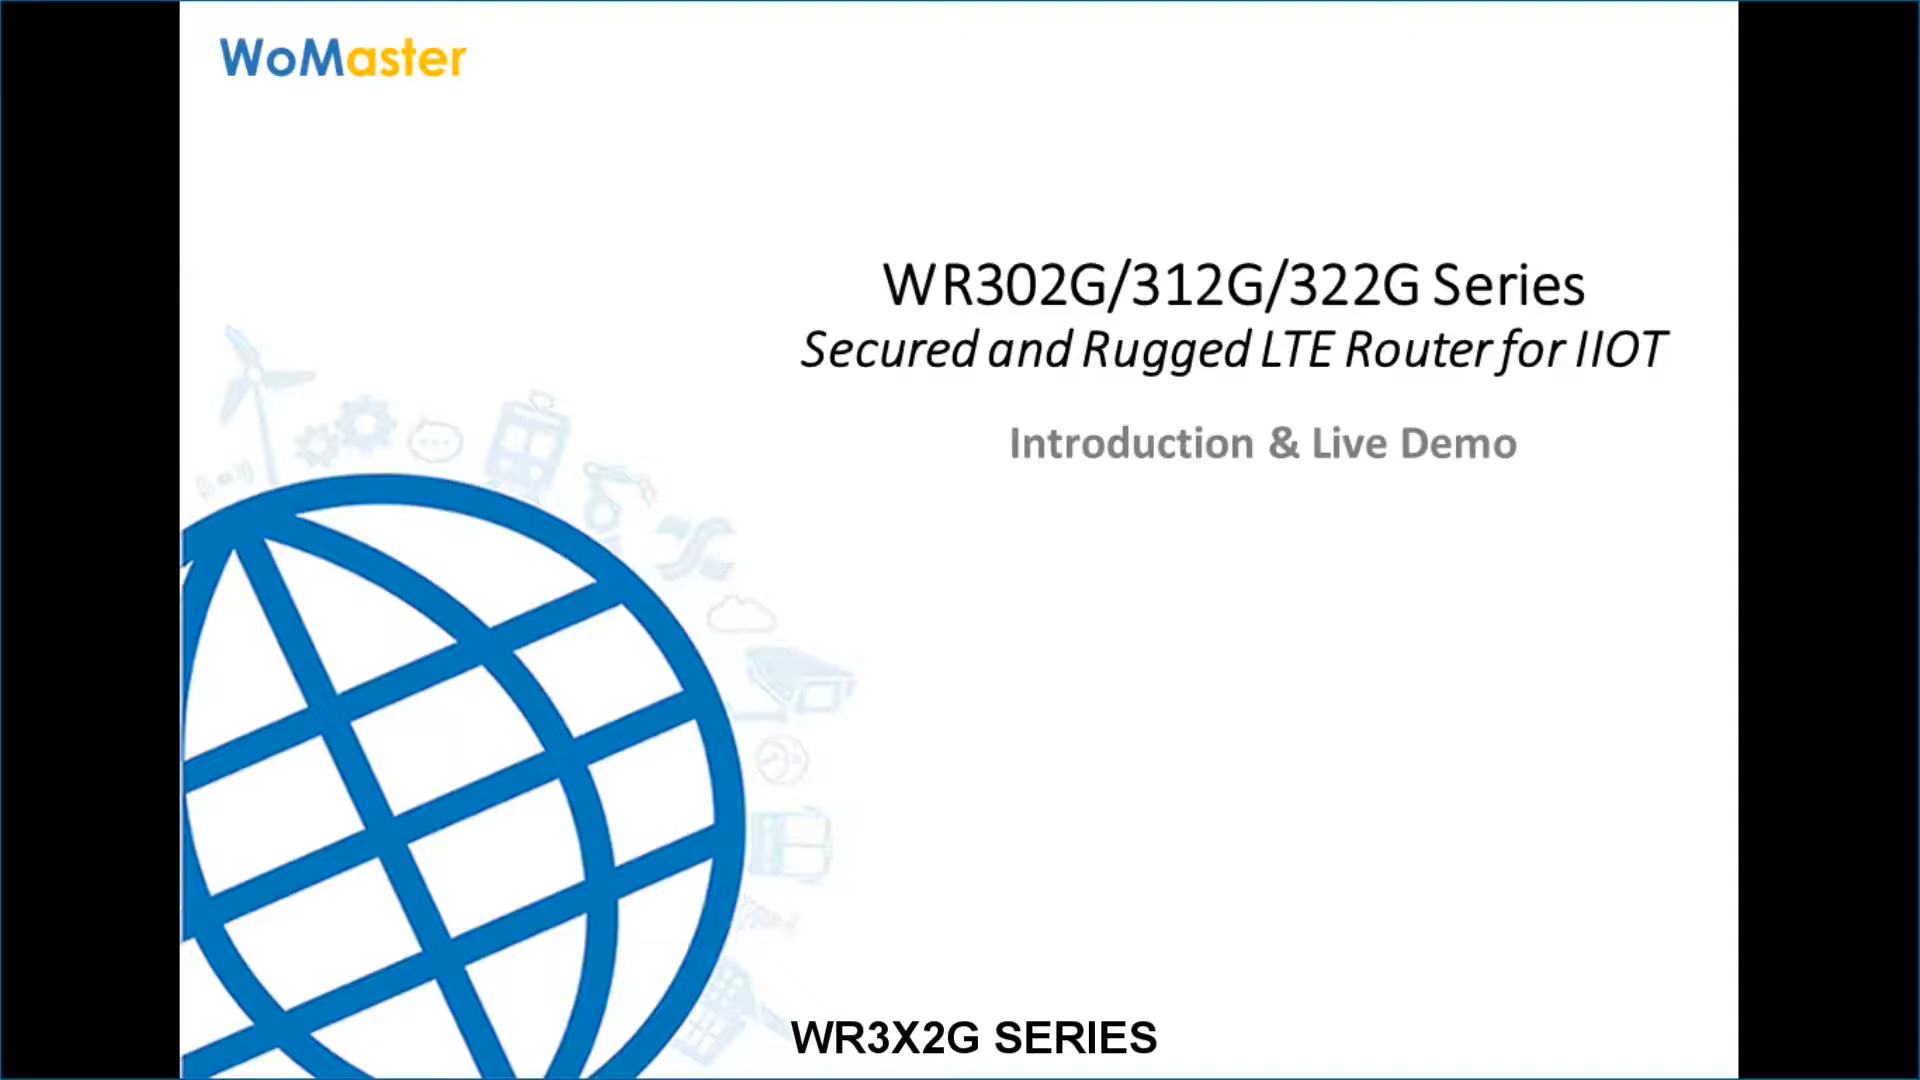 WoMaster
WR302G/312G/322G Series
Secured and Rugged LTE Router for IIOT
Introduction & Live Demo
WR3X2G SERIES